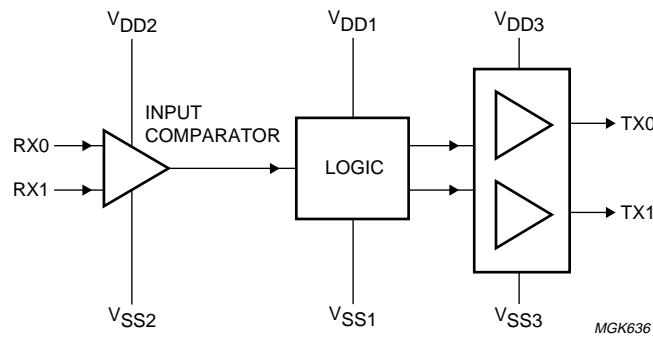 VDD2
VDD1
VDD3
INPUT
COMPARATOR
RX0
RX1
LOGIC
TX0
TX1
VSS2
VSS1
VSS3
MGK636